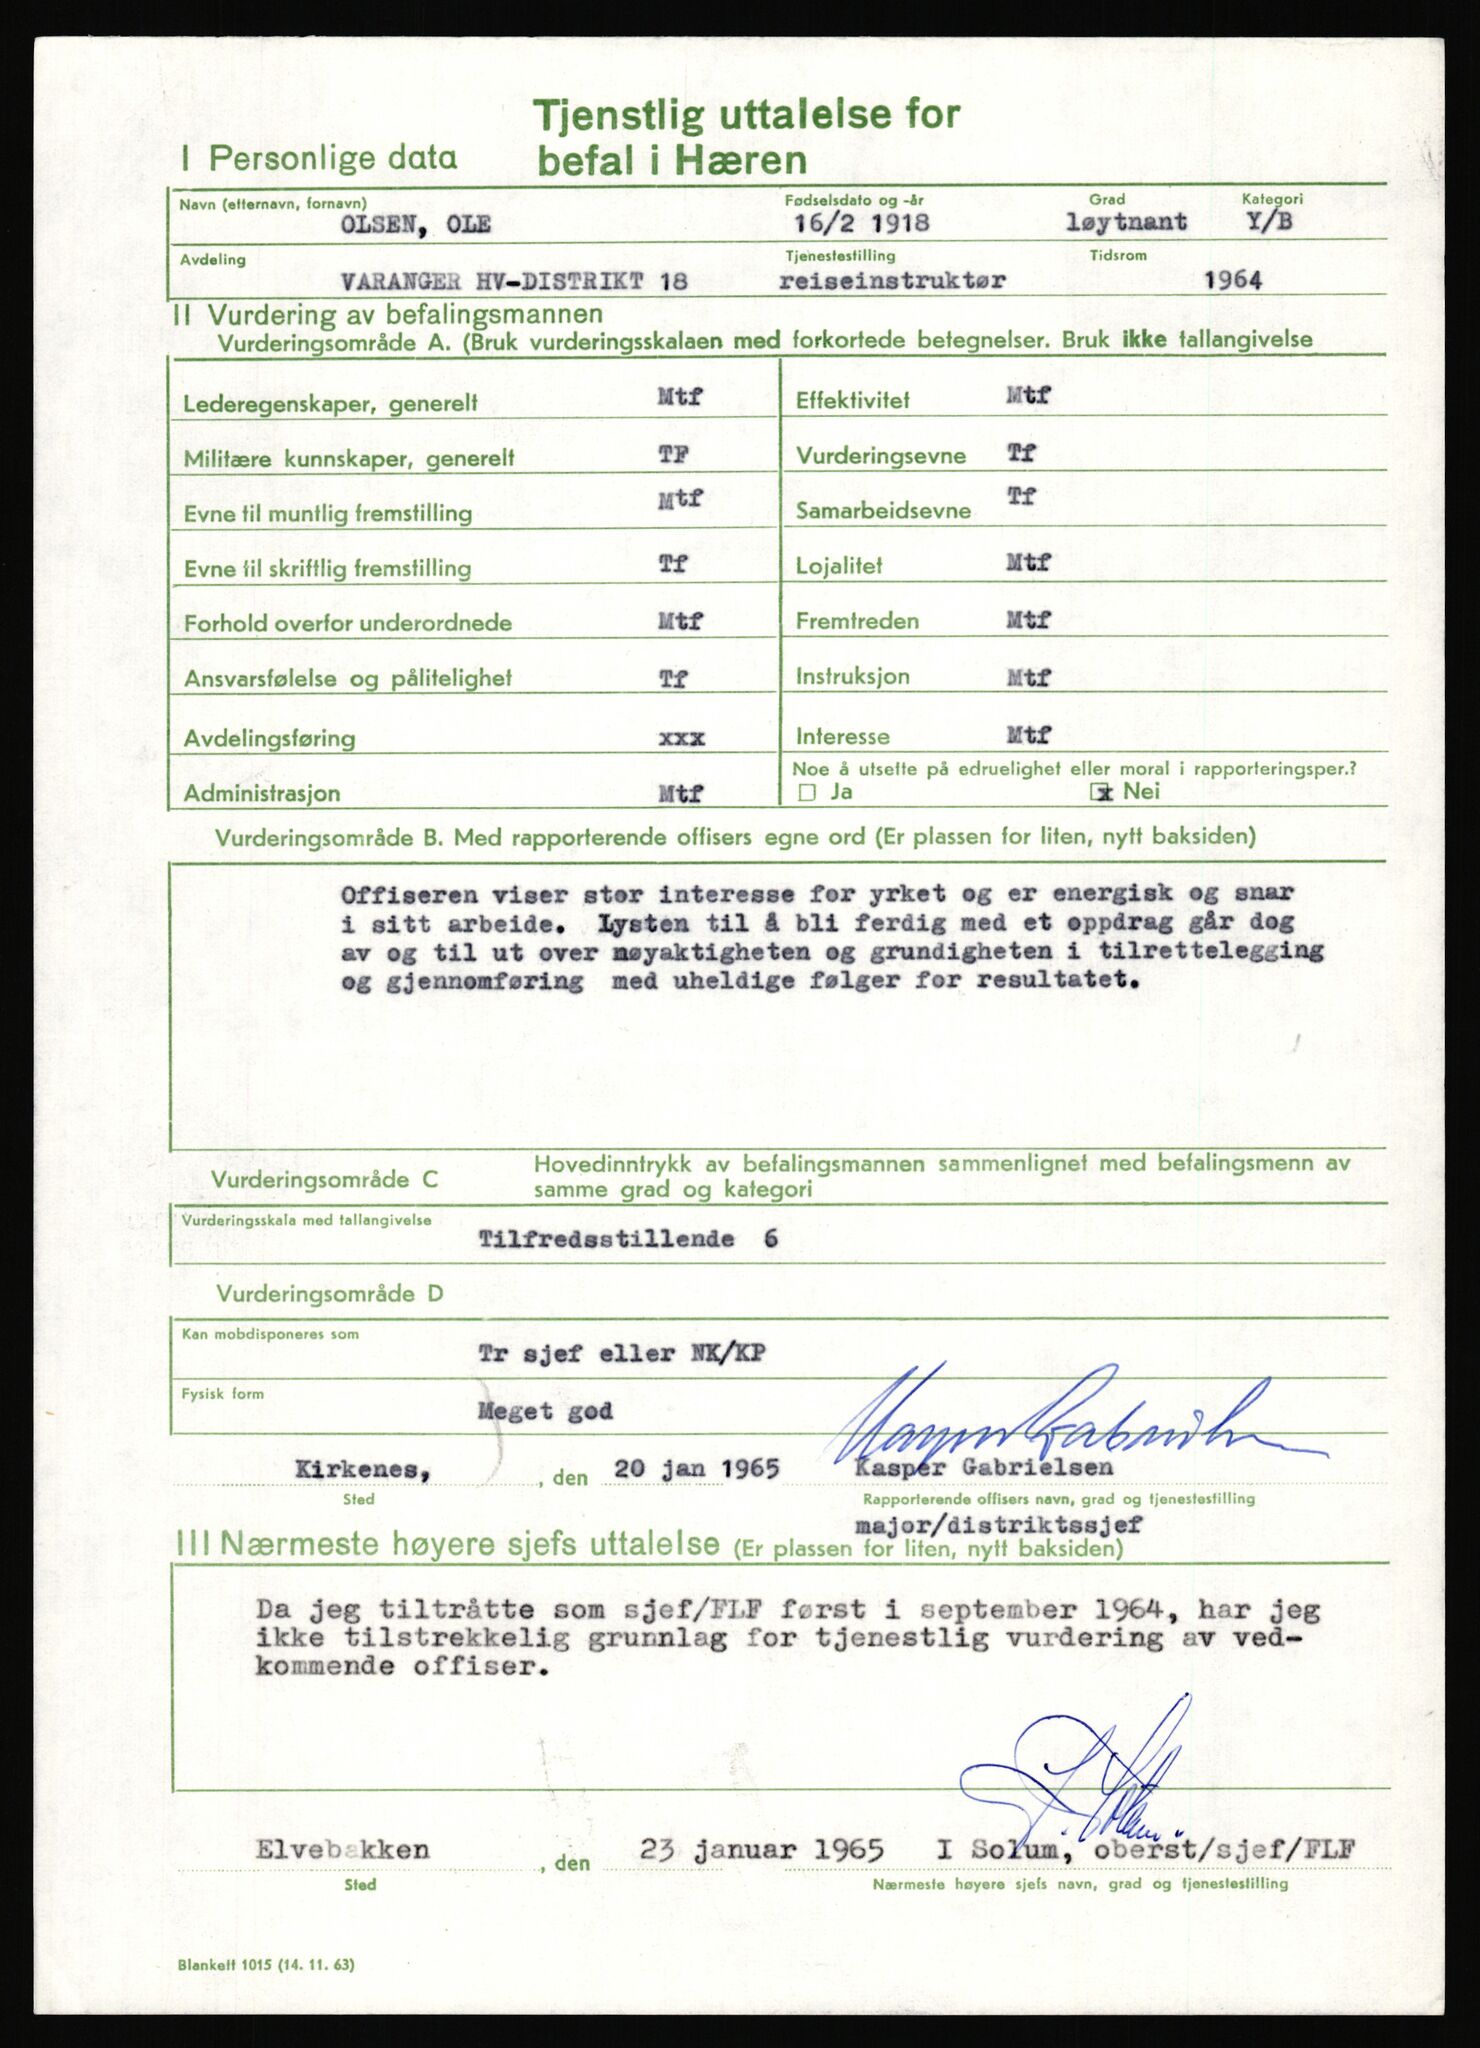 Tjenstlig uttalelse for
I Personlige data befal i Hæren
Navn (etternavn, fornavn) Fødselsdato og -år Grad Kategori
OLSEN, OLE 16/2 1918 løytnant Y/B
Avdeling Tjenestestilling Tidsrom
VARANGER HV-DISTRIKT 18 reiseinstruktør 1964
II Vurdering av befalingsmannen
Vurderingsområde A. (Bruk vurderingsskalaen med forkortede betegnelser. Bruk ikke tallangivelse
Lederegenskaper, generelt Mtf Effektivitet Mtf
Militære kunnskaper, generelt TF Vurderingsevne Tf
Evne til muntlig fremstilling Mtf Samarbeidsevne Tf
Evne til skriftlig fremstilling Tf Lojalitet Mtf
Forhold overfor underordnede Mtf Fremtreden Mtf
Ansvarsfølelse og pålitelighet Tf Instruksjon Mtf
Avdelingsføring xxx Interesse Mtf
Noe å utsette på edruelighet eller moral i rapporteringsper.?
Administrasjon Mtf ☐ Ja x Nei
Vurderingsområde B. Med rapporterende offisers egne ord (Er plassen for liten, nytt baksiden)
Offiseren viser stor interesse for yrket og er energisk og snar
i sitt arbeide. Lysten til å bli ferdig med et oppdrag går dog
av og til ut over nøyaktigheten og grundigheten i tilrettelegging
og gjennomføring med uheldige følger for resultatet.
Vurderingsområde C Hovedinntrykk av befalingsmannen sammenlignet med befalingsmenn av
samme grad og kategori
Vurderingsskala med tallangivelse
Tilfredsstillende 6
Vurderingsområde D
Kan mobdisponeres som
Tr sjef eller NK/KP
Fysisk form
Meget god
Kasper Gabrielsen
Kirkenes, , den 20 jan 1965 Kasper Gabrielsen
Sted Rapporterende offisers navn, grad og tjenestestilling
major/distriktssjef
III Nærmeste høyere sjefs uttalelse (Er plassen for liten, nytt baksiden)
Da jeg tiltråtte som sjef/FLF først i september 1964, har jeg
ikke tilstrekkelig grunnlag for tjenestlig vurdering av ved-
kommende offiser.
I. Solum.
Elvebakken , den 23 januar 1965 I Solum, oberst/sjef/FLF
Sted Nærmeste høyere sjefs navn, grad og tjenestestilling
Blankett 1015 (14. 11. 63)